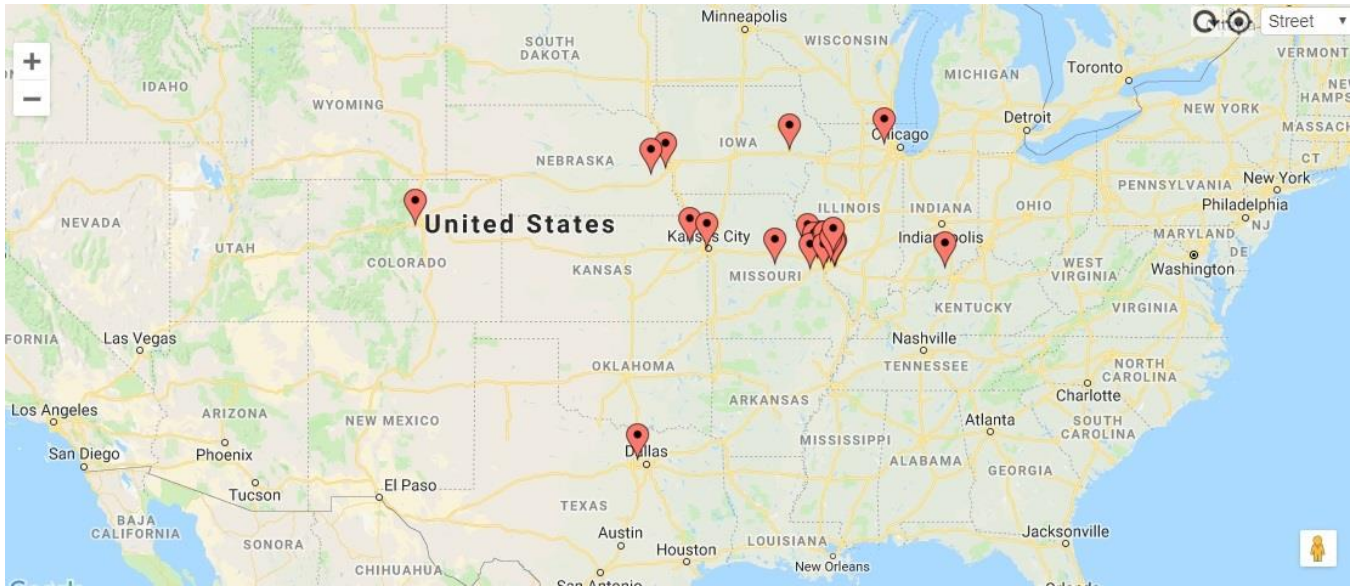 Minneapolis
Street
SOUTH
DAKOTA
WISCONSIN
VERMONT
IDAHO
MICHIGAN
Toronto
WYOMING
Detroit
NEW YORK
IOWA
Chicago
NEBRASKA
CT
PENNSYLVANIA
New York
United States
ILLINOIS
INDIANA
OHIO
Philadelphia
NEVADA
Kansas City
Indianapolis
MARYLAND
NJ
UTAH
COLORADO
KANSAS
MISSOURI
WEST
VIRGINIA
DE
Washington
KENTUCKY
VIRGINIA
Las Vegas
Nashville
OKLAHOMA
TENNESSEE
NORTH
CAROLINA
Los Angeles
ARIZONA
NEW MEXICO
ARKANSAS
Charlotte
Atlanta
SOUTH
CAROLINA
San Diego
Phoenix
Dallas
MISSISSIPPI
ALABAMA
GEORGIA
Tucson
El Paso
TEXAS
BAJA
CALIFORNIA
SONORA
Austin
LOUISIANA
Jacksonville
Houston
New Orleans
CHIHUAHUA
San Antonio